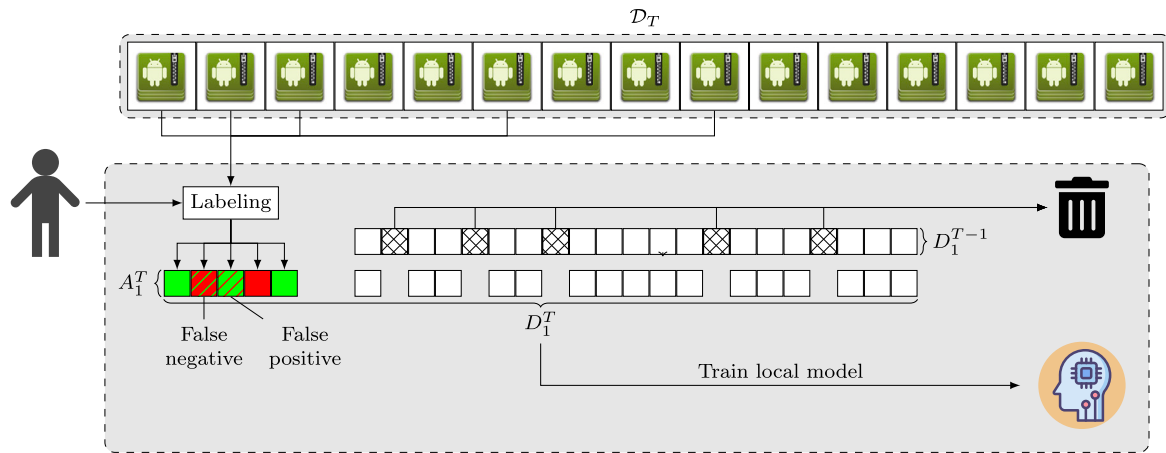 𝒟_T
Labeling
D_1^{T-1}
A_1^T
D_1^T
False
negative
False
positive
Train local model